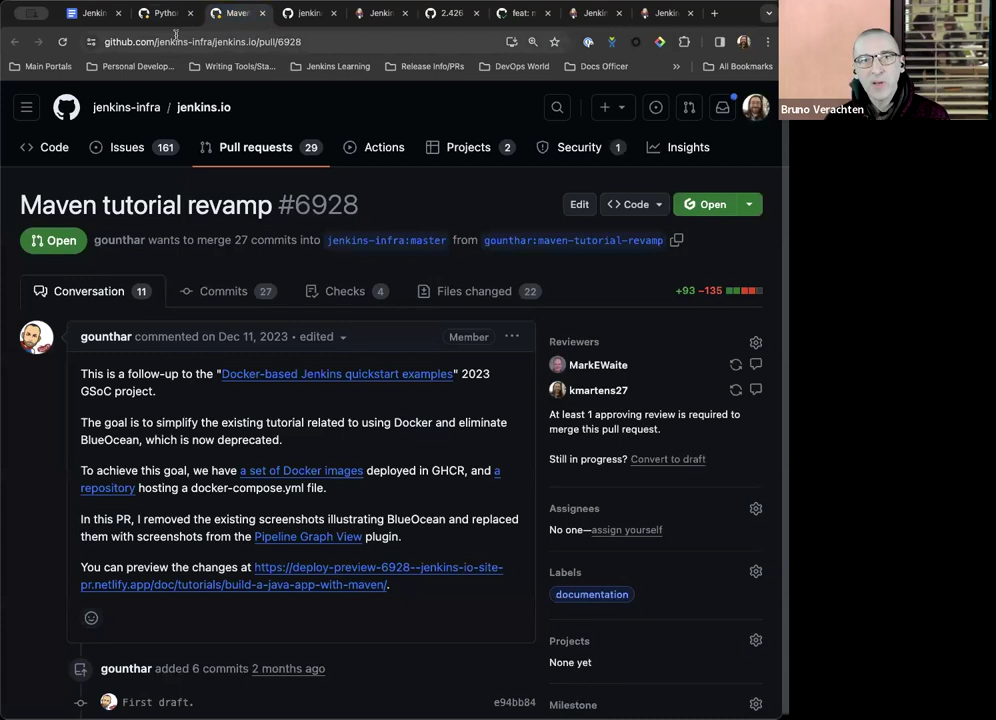 Jenkin
Pytho
Maven
jenkin:
Jenkin
2.426
feat: n
Jenkin
Jenkin
github.com/jenkins-infra/jenkins.io/pull/6928
Main Portals
Personal Develop...
Writing Tools/Sta...
Jenkins Learning
Release Info/PRs
DevOps World
Docs Officer
»
All Bookmarks
Bruno Verachten
jenkins-infra / jenkins.io
Code
Issues 161
Pull requests 29
Actions
Projects 2
Security 1
Insights
Maven tutorial revamp #6928
Edit
<> Code
Open
Open
gounthar wants to merge 27 commits into jenkins-infra:master from gounthar:maven-tutorial-revamp
Conversation 11
Commits 27
Checks 4
Files changed 22
+93 −135
gounthar commented on Dec 11, 2023 • edited
Member
This is a follow-up to the "Docker-based Jenkins quickstart examples" 2023
GSoC project.
The goal is to simplify the existing tutorial related to using Docker and eliminate
BlueOcean, which is now deprecated.
To achieve this goal, we have a set of Docker images deployed in GHCR, and a
repository hosting a docker-compose.yml file.
In this PR, I removed the existing screenshots illustrating BlueOcean and replaced
them with screenshots from the Pipeline Graph View plugin.
You can preview the changes at https://deploy-preview-6928--jenkins-io-site-
pr.netlify.app/doc/tutorials/build-a-java-app-with-maven/.
gounthar added 6 commits 2 months ago
First draft.
e94bb84
Reviewers
MarkEWaite
kmartens27
At least 1 approving review is required to
merge this pull request.
Still in progress? Convert to draft
Assignees
No one—assign yourself
Labels
documentation
Projects
None yet
Milestone